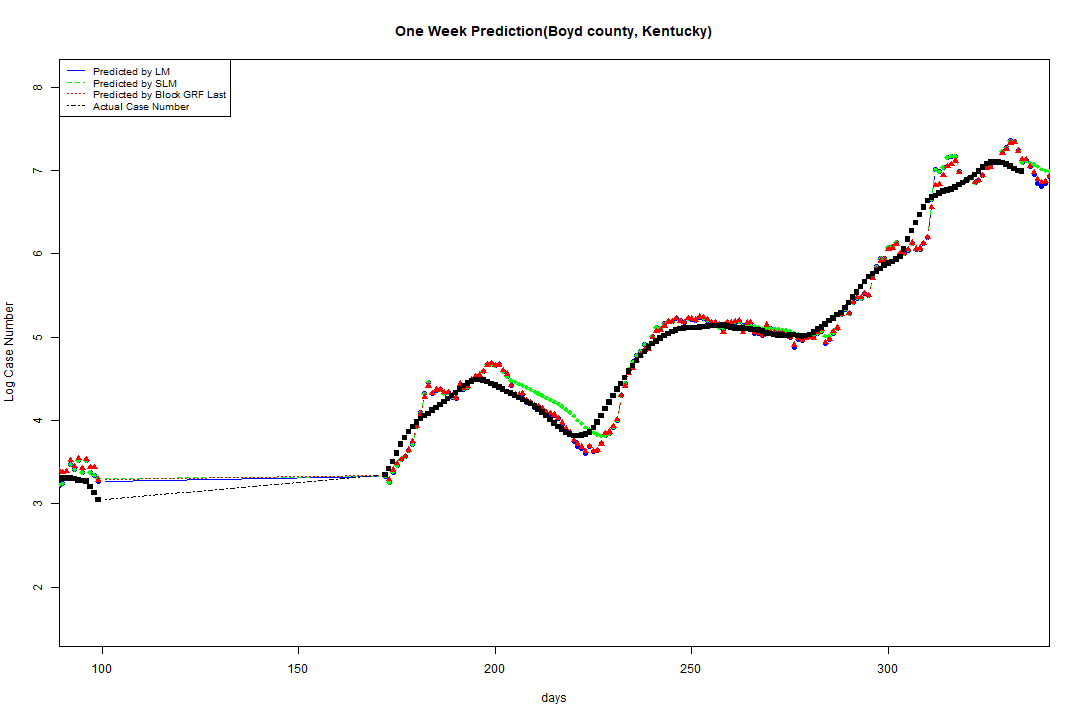 One Week Prediction(Boyd county, Kentucky)
Predicted by LM
Predicted by SLM
Predicted by Block GRF Last
Actual Case Number
8
7
6
5
4
3
2
Log Case Number
100 150 200 250 300
days